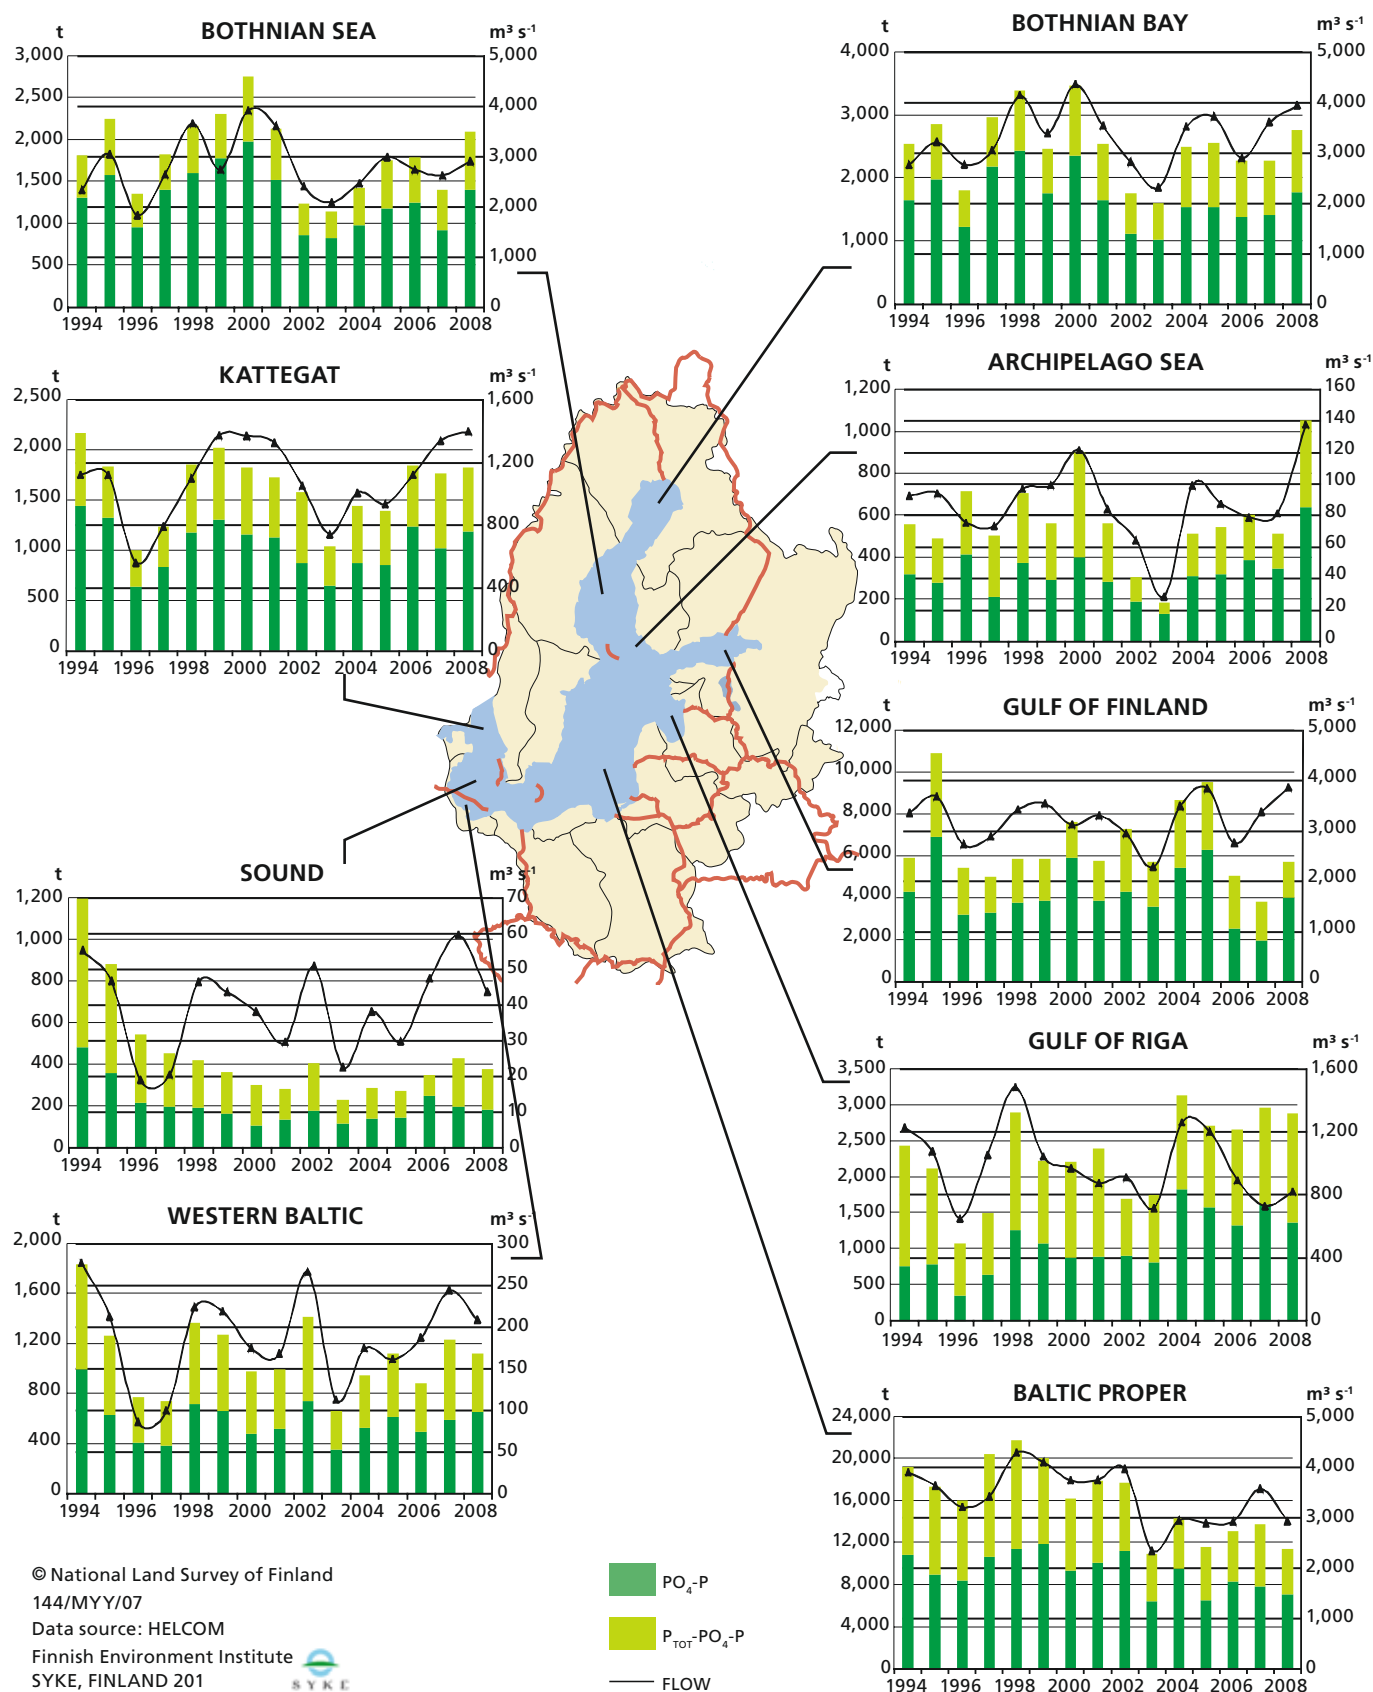 BOTHNIAN SEA
t
m³ s⁻¹
3,000
2,500
2,000
1,500
1,000
500
0
5,000
4,000
3,000
2,000
1,000
0
1994 1996 1998 2000 2002 2004 2006 2008
BOTHNIAN BAY
t
m³ s⁻¹
4,000
3,000
2,000
1,000
0
5,000
4,000
3,000
2,000
1,000
0
1994 1996 1998 2000 2002 2004 2006 2008
KATTEGAT
t
m³ s⁻¹
2,500
2,000
1,500
1,000
500
0
1,600
1,200
800
400
0
1994 1996 1998 2000 2002 2004 2006 2008
ARCHIPELAGO SEA
t
m³ s⁻¹
1,200
1,000
800
600
400
200
0
160
140
120
100
80
60
40
20
0
1994 1996 1998 2000 2002 2004 2006 2008
GULF OF FINLAND
t
m³ s⁻¹
12,000
10,000
8,000
6,000
4,000
2,000
0
5,000
4,000
3,000
2,000
1,000
0
1994 1996 1998 2000 2002 2004 2006 2008
SOUND
t
m³ s⁻¹
1,200
1,000
800
600
400
200
0
70
60
50
40
30
20
10
0
1994 1996 1998 2000 2002 2004 2006 2008
GULF OF RIGA
t
m³ s⁻¹
3,500
3,000
2,500
2,000
1,500
1,000
500
0
1,600
1,200
800
400
0
1994 1996 1998 2000 2002 2004 2006 2008
WESTERN BALTIC
t
m³ s⁻¹
2,000
1,600
1,200
800
400
0
300
250
200
150
100
50
0
1994 1996 1998 2000 2002 2004 2006 2008
BALTIC PROPER
t
m³ s⁻¹
24,000
20,000
16,000
12,000
8,000
4,000
0
5,000
4,000
3,000
2,000
1,000
0
1994 1996 1998 2000 2002 2004 2006 2008
© National Land Survey of Finland
144/MYY/07
Data source: HELCOM
Finnish Environment Institute
SYKE, FINLAND 201
SYKE
PO₄-P
P_TOT-PO₄-P
FLOW